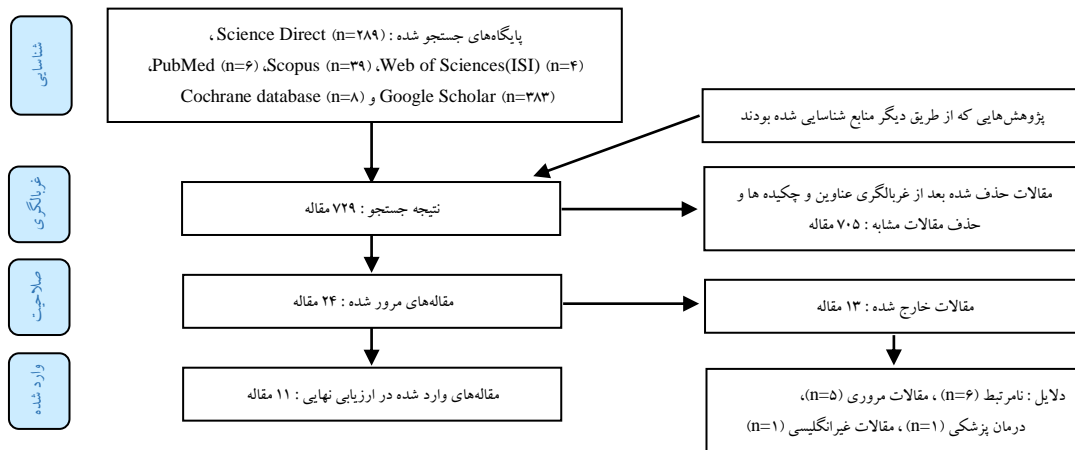 شناسایی
پایگاه‌های جستجو شده : Science Direct (n=۲۸۹) ،
PubMed (n=۶) ،Scopus (n=۳۹) ،Web of Sciences(ISI) (n=۴)،
Google Scholar (n=۳۸۳) و Cochrane database (n=۸)
پژوهش‌هایی که از طریق دیگر منابع شناسایی شده بودند
غربالگری
نتیجه جستجو : ۷۲۹ مقاله
مقالات حذف شده بعد از غربالگری عناوین و چکیده ها و
حذف مقالات مشابه : ۷۰۵ مقاله
صلاحیت
مقاله‌های مرور شده : ۲۴ مقاله
مقالات خارج شده : ۱۳ مقاله
وارد شده
مقاله‌های وارد شده در ارزیابی نهایی : ۱۱ مقاله
دلایل : نامرتبط (n=۶) ، مقالات مروری (n=۵)،
درمان پزشکی (n=۱) ، مقالات غیرانگلیسی (n=۱)